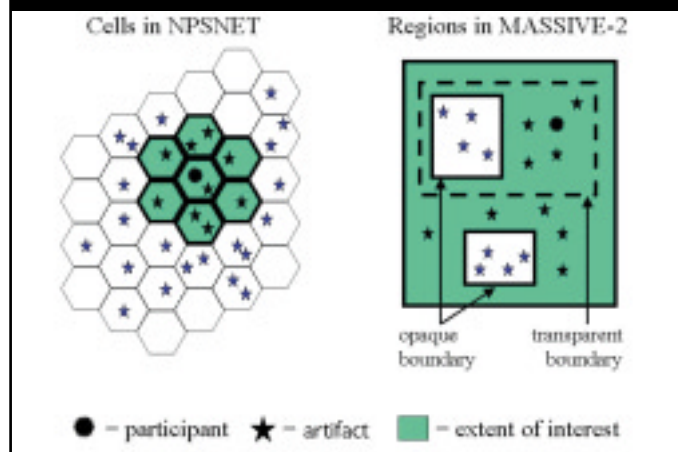 Cells in NPSNET
Regions in MASSIVE-2
opaque
boundary
transparent
boundary
= participant
= artifact
= extent of interest